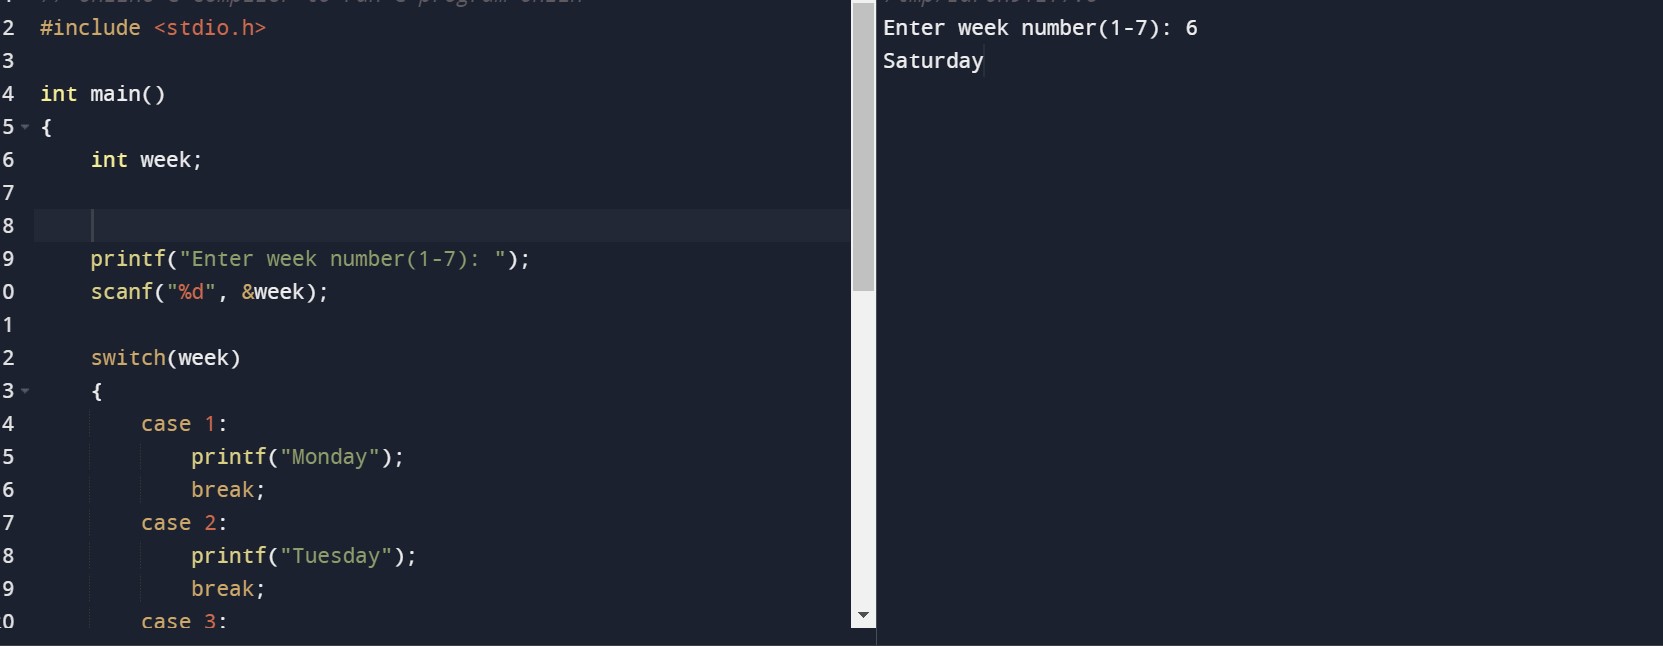 2 #include <stdio.h>
3
4 int main()
5 {
6     int week;
7
8
9     printf("Enter week number(1-7): ");
0     scanf("%d", &week);
1
2     switch(week)
3     {
4         case 1:
5             printf("Monday");
6             break;
7         case 2:
8             printf("Tuesday");
9             break;
0         case 3:
Enter week number(1-7): 6
Saturday